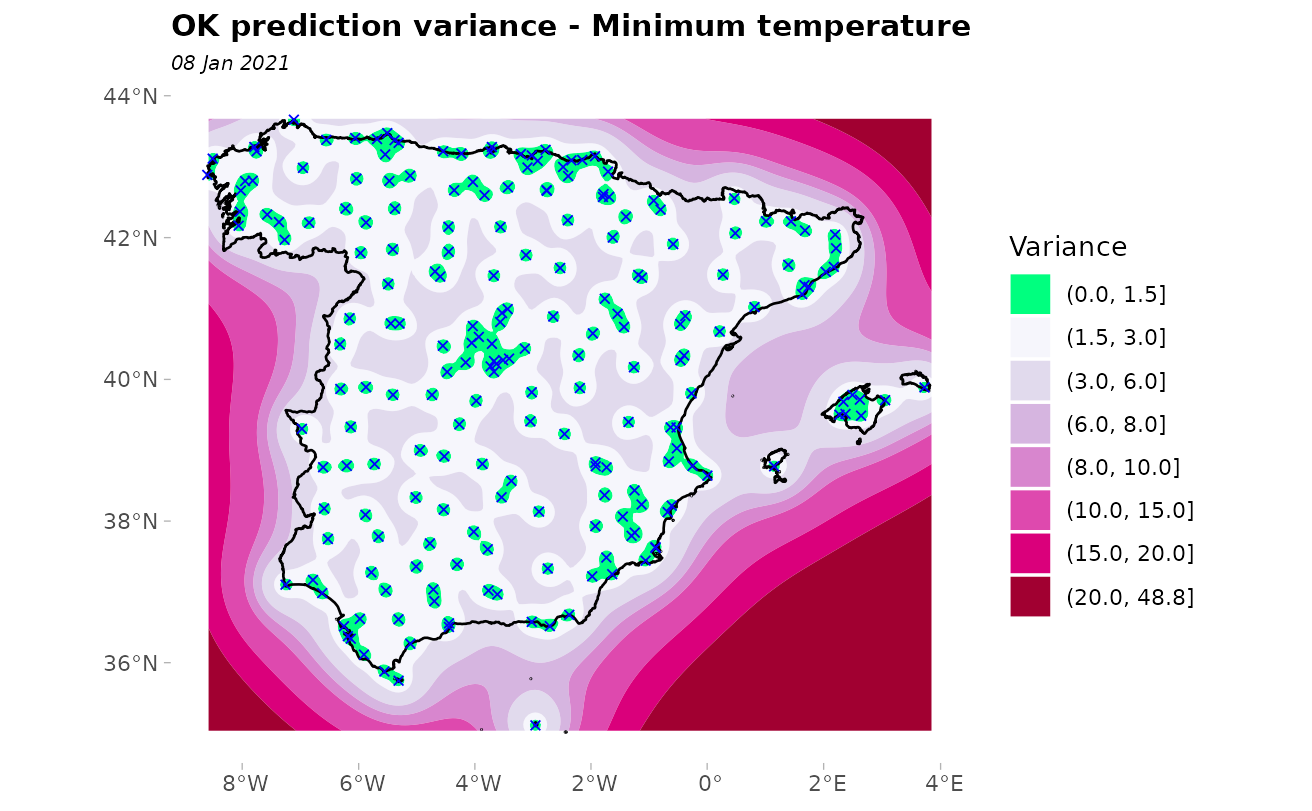 OK prediction variance - Minimum temperature
08 Jan 2021
44°N
42°N
40°N
38°N
36°N
8°W 6°W 4°W 2°W 0° 2°E 4°E
Variance
(0.0, 1.5]
(1.5, 3.0]
(3.0, 6.0]
(6.0, 8.0]
(8.0, 10.0]
(10.0, 15.0]
(15.0, 20.0]
(20.0, 48.8]